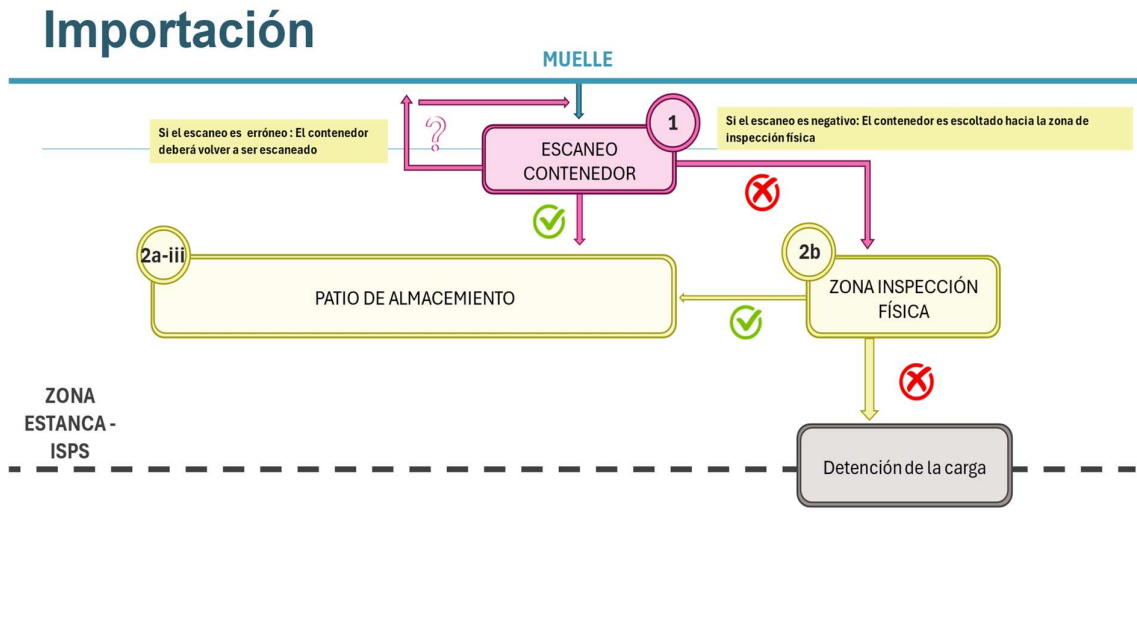 Importación
MUELLE
Si el escaneo es erróneo : El contenedor
deberá volver a ser escaneado
?
ESCANEO
CONTENEDOR
1
Si el escaneo es negativo: El contenedor es escoltado hacia la zona de
inspección física
2a-iii
PATIO DE ALMACEMIENTO
2b
ZONA INSPECCIÓN
FÍSICA
ZONA
ESTANCA -
ISPS
Detención de la carga